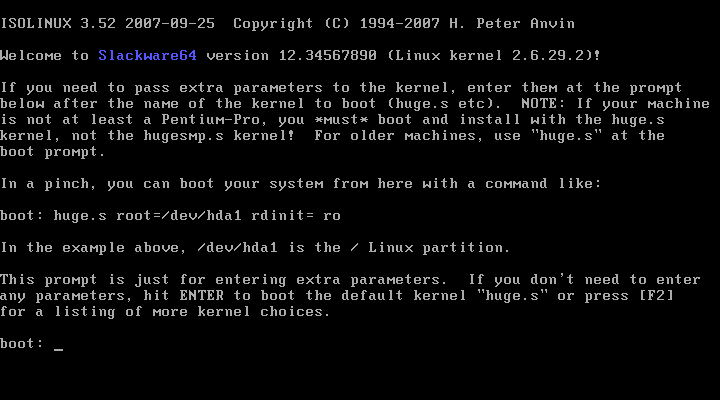 ISOLINUX 3.52 2007-09-25  Copyright (C) 1994-2007 H. Peter Anvin
Welcome to Slackware64 version 12.34567890 (Linux kernel 2.6.29.2)!
If you need to pass extra parameters to the kernel, enter them at the prompt
below after the name of the kernel to boot (huge.s etc).  NOTE: If your machine
is not at least a Pentium-Pro, you *must* boot and install with the huge.s
kernel, not the hugesmp.s kernel!  For older machines, use "huge.s" at the
boot prompt.
In a pinch, you can boot your system from here with a command like:
boot: huge.s root=/dev/hda1 rdinit= ro
In the example above, /dev/hda1 is the / Linux partition.
This prompt is just for entering extra parameters.  If you don't need to enter
any parameters, hit ENTER to boot the default kernel "huge.s" or press [F2]
for a listing of more kernel choices.
boot: _